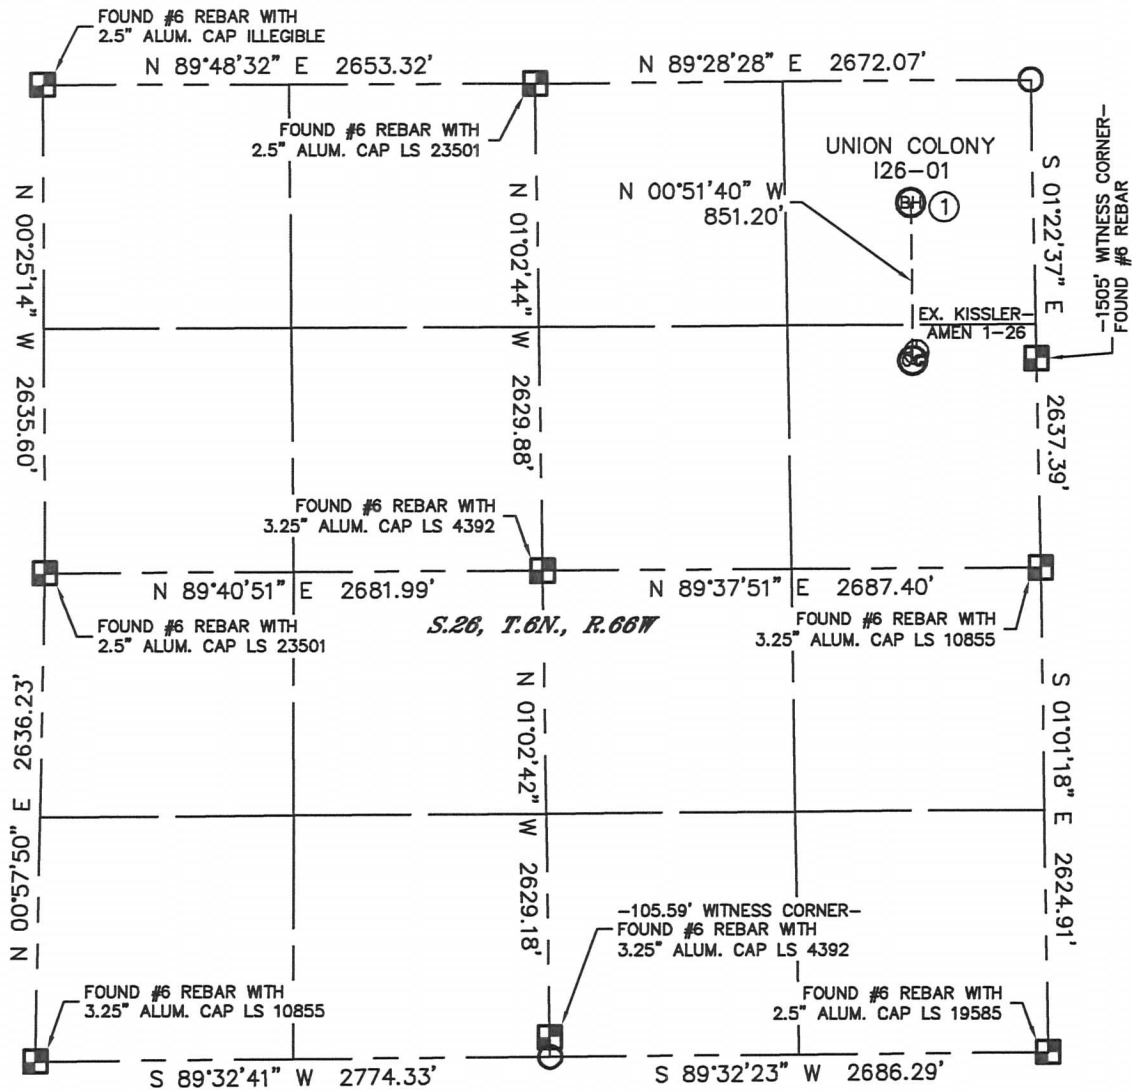 FOUND #6 REBAR WITH
2.5" ALUM. CAP ILLEGIBLE
N 89°48'32" E 2653.32'
N 89°28'28" E 2672.07'
FOUND #6 REBAR WITH
2.5" ALUM. CAP LS 23501
UNION COLONY
I26-01
BH 1
N 00°51'40" W
851.20'
S 01°22'37" E 2637.39'
-1505' WITNESS CORNER-
FOUND #6 REBAR
N 00°25'14" W 2635.60'
N 01°02'44" W 2629.88'
EX. KISSLER-
AMEN 1-26
FOUND #6 REBAR WITH
3.25" ALUM. CAP LS 4392
N 89°40'51" E 2681.99'
N 89°37'51" E 2687.40'
FOUND #6 REBAR WITH
2.5" ALUM. CAP LS 23501
S.26, T.6N., R.66W
FOUND #6 REBAR WITH
3.25" ALUM. CAP LS 10855
N 00°57'50" E 2636.23'
N 01°02'42" W 2629.18'
S 01°01'18" E 2624.91'
-105.59' WITNESS CORNER-
FOUND #6 REBAR WITH
3.25" ALUM. CAP LS 4392
FOUND #6 REBAR WITH
3.25" ALUM. CAP LS 10855
FOUND #6 REBAR WITH
2.5" ALUM. CAP LS 19585
S 89°32'41" W 2774.33'
S 89°32'23" W 2686.29'